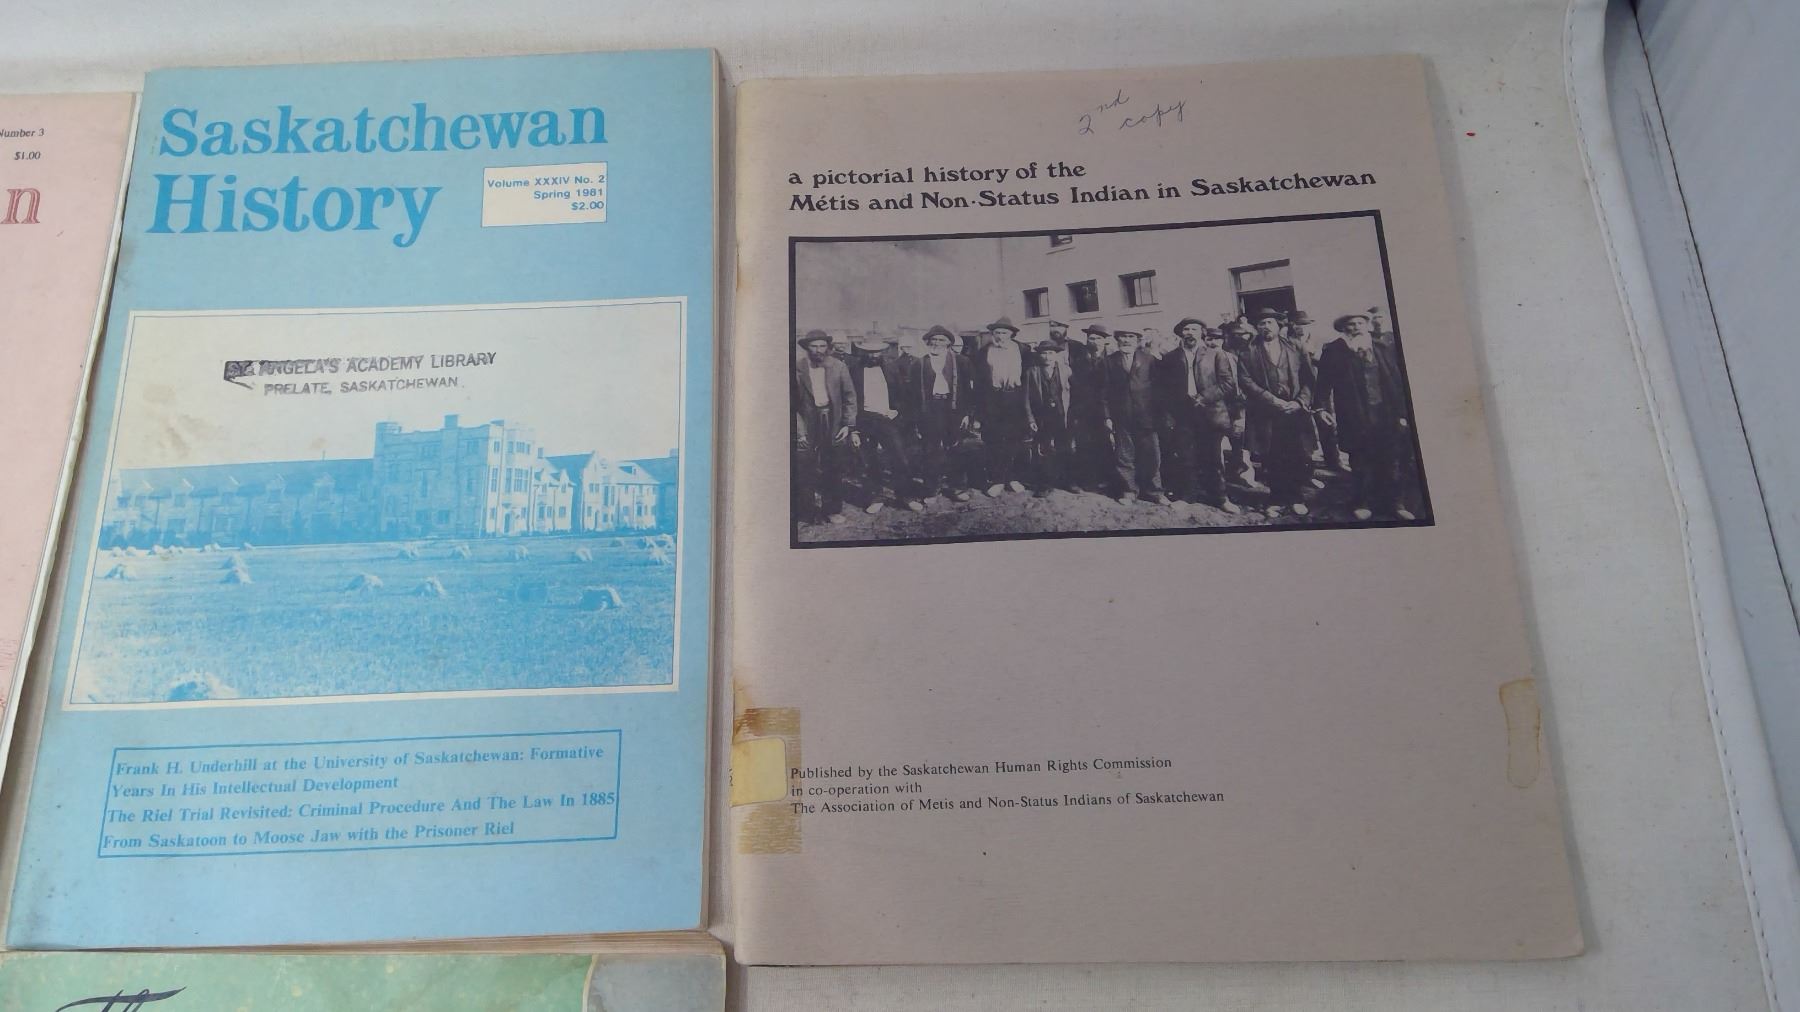 Number 3
$1.00
n
Saskatchewan
History
Volume XXXIV No. 2
Spring 1981
$2.00
ANGELA'S ACADEMY LIBRARY
PRELATE, SASKATCHEWAN.
Frank H. Underhill at the University of Saskatchewan: Formative
Years In His Intellectual Development
The Riel Trial Revisited: Criminal Procedure And The Law In 1885
From Saskatoon to Moose Jaw with the Prisoner Riel
2nd
copy
a pictorial history of the
Métis and Non-Status Indian in Saskatchewan
Published by the Saskatchewan Human Rights Commission
in co-operation with
The Association of Metis and Non-Status Indians of Saskatchewan